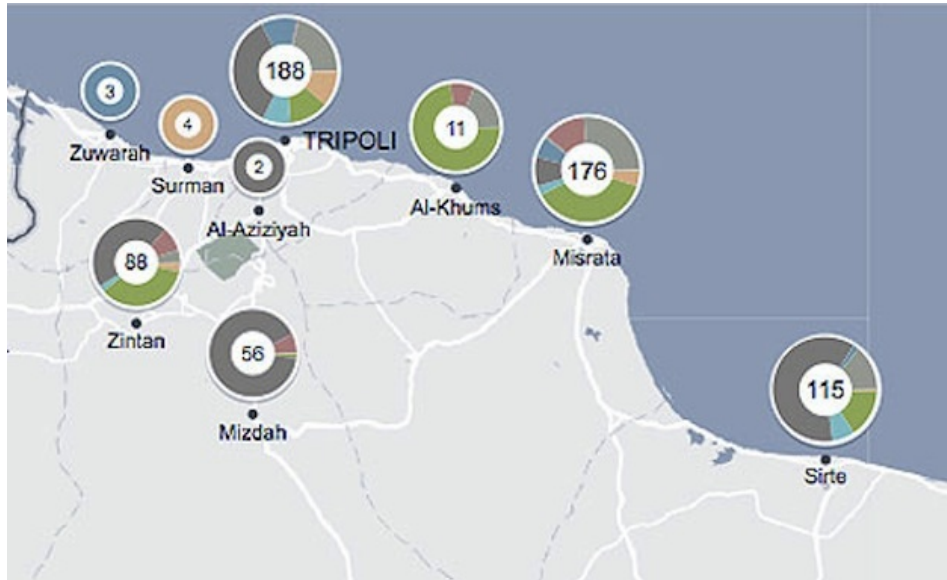 188
3
11
4
TRIPOLI
Zuwarah
2
176
Surman
Al-Khums
Al-Aziziyah
Misrata
88
Zintan
56
115
Mizdah
Sirte